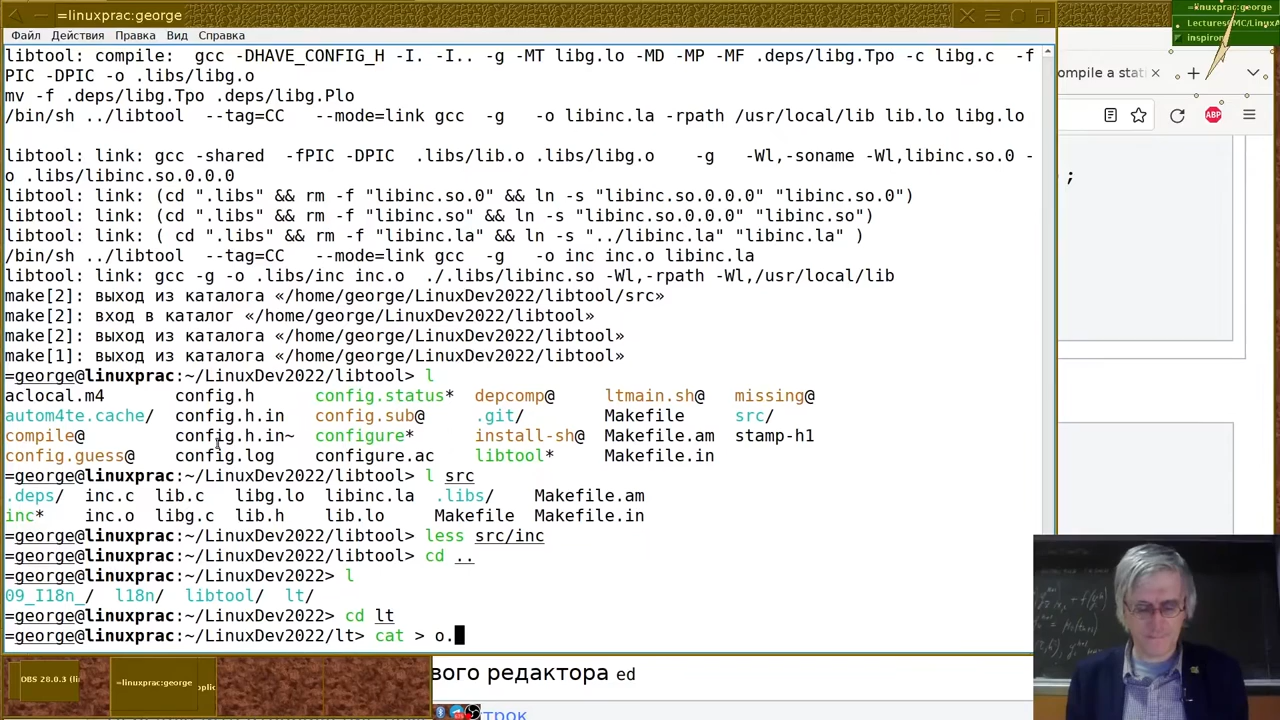 =linuxprac:george
Файл Действия Правка Вид Справка
libtool: compile:  gcc -DHAVE_CONFIG_H -I. -I.. -g -MT libg.lo -MD -MP -MF .deps/libg.Tpo -c libg.c  -f
PIC -DPIC -o .libs/libg.o
mv -f .deps/libg.Tpo .deps/libg.Plo
/bin/sh ../libtool  --tag=CC   --mode=link gcc  -g   -o libinc.la -rpath /usr/local/lib lib.lo libg.lo
libtool: link: gcc -shared  -fPIC -DPIC  .libs/lib.o .libs/libg.o    -g   -Wl,-soname -Wl,libinc.so.0 -
o .libs/libinc.so.0.0.0
libtool: link: (cd ".libs" && rm -f "libinc.so.0" && ln -s "libinc.so.0.0.0" "libinc.so.0")
libtool: link: (cd ".libs" && rm -f "libinc.so" && ln -s "libinc.so.0.0.0" "libinc.so")
libtool: link: ( cd ".libs" && rm -f "libinc.la" && ln -s "../libinc.la" "libinc.la" )
/bin/sh ../libtool  --tag=CC   --mode=link gcc  -g   -o inc inc.o libinc.la
libtool: link: gcc -g -o .libs/inc inc.o  ./.libs/libinc.so -Wl,-rpath -Wl,/usr/local/lib
make[2]: выход из каталога «/home/george/LinuxDev2022/libtool/src»
make[2]: вход в каталог «/home/george/LinuxDev2022/libtool»
make[2]: выход из каталога «/home/george/LinuxDev2022/libtool»
make[1]: выход из каталога «/home/george/LinuxDev2022/libtool»
=george@linuxprac:~/LinuxDev2022/libtool> l
aclocal.m4 config.h config.status* depcomp@ ltmain.sh@ missing@
autom4te.cache/ config.h.in config.sub@ .git/ Makefile src/
compile@ config.h.in~ configure* install-sh@ Makefile.am stamp-h1
config.guess@ config.log configure.ac libtool* Makefile.in
=george@linuxprac:~/LinuxDev2022/libtool> l src
.deps/ inc.c lib.c libg.lo libinc.la .libs/ Makefile.am
inc* inc.o libg.c lib.h lib.lo Makefile Makefile.in
=george@linuxprac:~/LinuxDev2022/libtool> less src/inc
=george@linuxprac:~/LinuxDev2022/libtool> cd ..
=george@linuxprac:~/LinuxDev2022> l
09_I18n_/ l18n/ libtool/ lt/
=george@linuxprac:~/LinuxDev2022> cd lt
=george@linuxprac:~/LinuxDev2022/lt> cat > o.
=linuxprac:george
inspiron
ompile a stat
ABP
;
OBS 28.0.3 (li
=linuxprac:george
вого редактора ed
трок